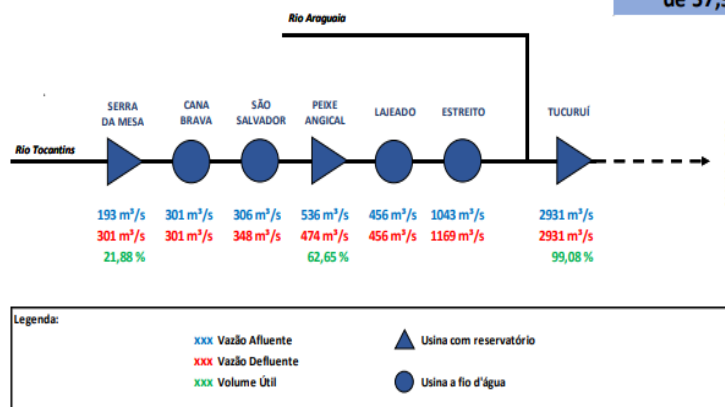 de 57,5
Rio Araguaia
SERRA DA MESA
CANA BRAVA
SÃO SALVADOR
PEIXE ANGICAL
LAJEADO
ESTREITO
TUCURUÍ
Rio Tocantins
193 m³/s 301 m³/s 306 m³/s 536 m³/s 456 m³/s 1043 m³/s 2931 m³/s
301 m³/s 301 m³/s 348 m³/s 474 m³/s 456 m³/s 1169 m³/s 2931 m³/s
21,88 % 62,65 % 99,08 %
Legenda:
xxx Vazão Afluente
xxx Vazão Defluente
xxx Volume Útil
Usina com reservatório
Usina a fio d'água